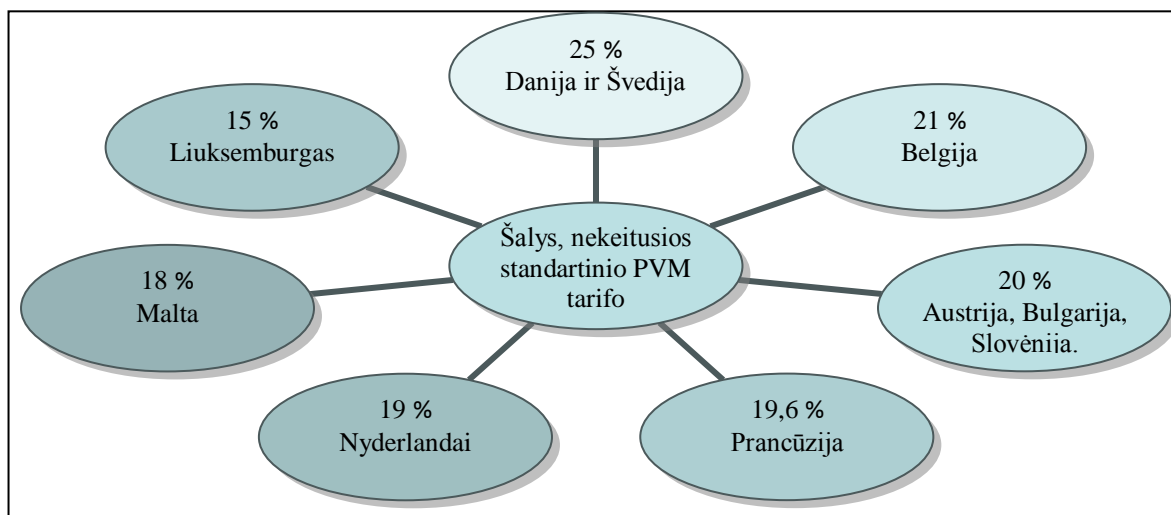 25 %
Danija ir Švedija
15 %
Liuksemburgas
21 %
Belgija
Šalys, nekeitusios
standartinio PVM
tarifo
18 %
Malta
20 %
Austrija, Bulgarija,
Slovėnija.
19 %
Nyderlandai
19,6 %
Prancūzija